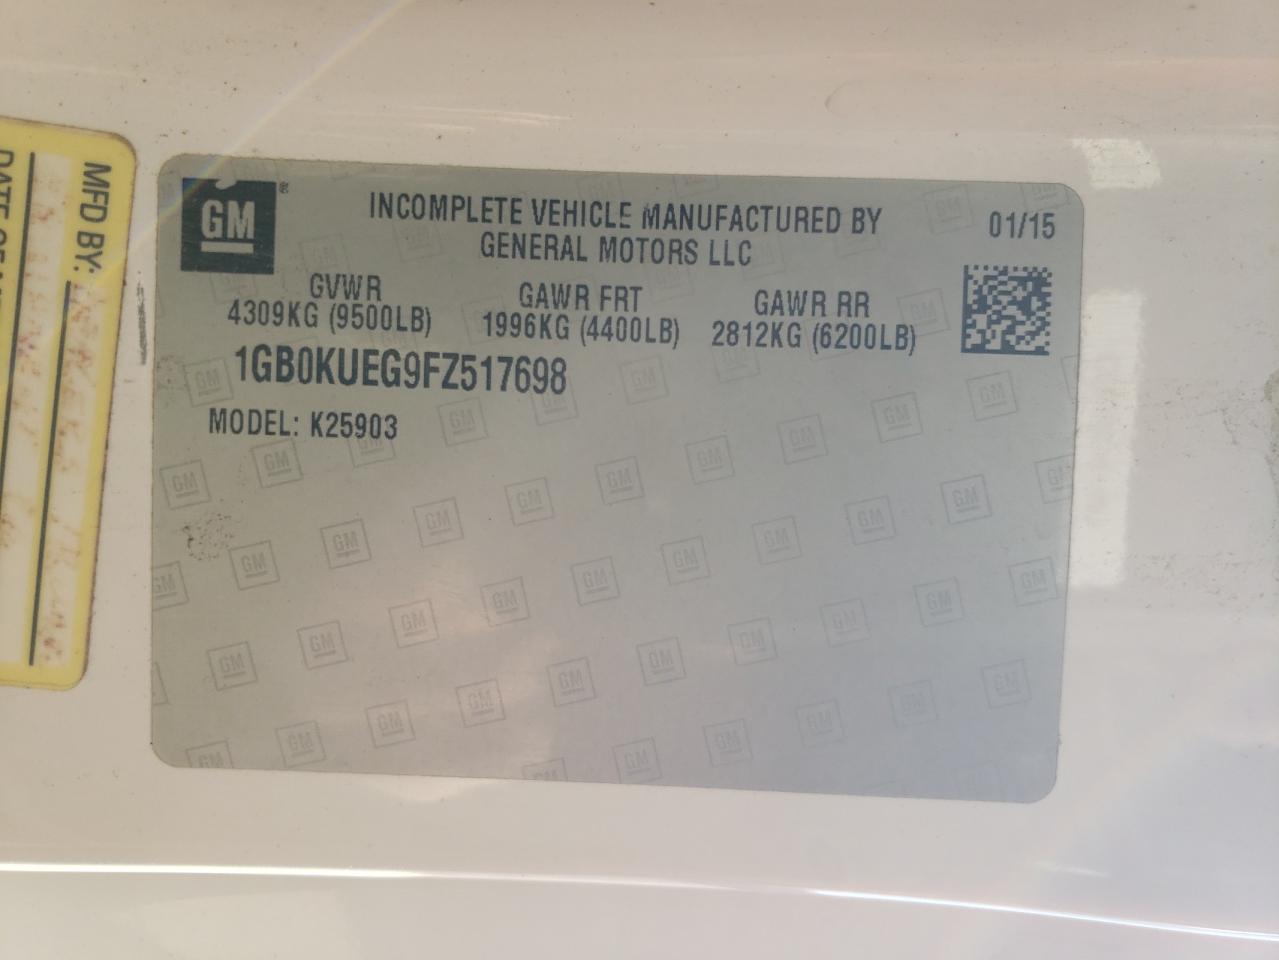 MFD BY:
GM
®
INCOMPLETE VEHICLE MANUFACTURED BY
GENERAL MOTORS LLC
01/15
GVWR
4309KG (9500LB)
GAWR FRT
1996KG (4400LB)
GAWR RR
2812KG (6200LB)
1GB0KUEG9FZ517698
MODEL: K25903